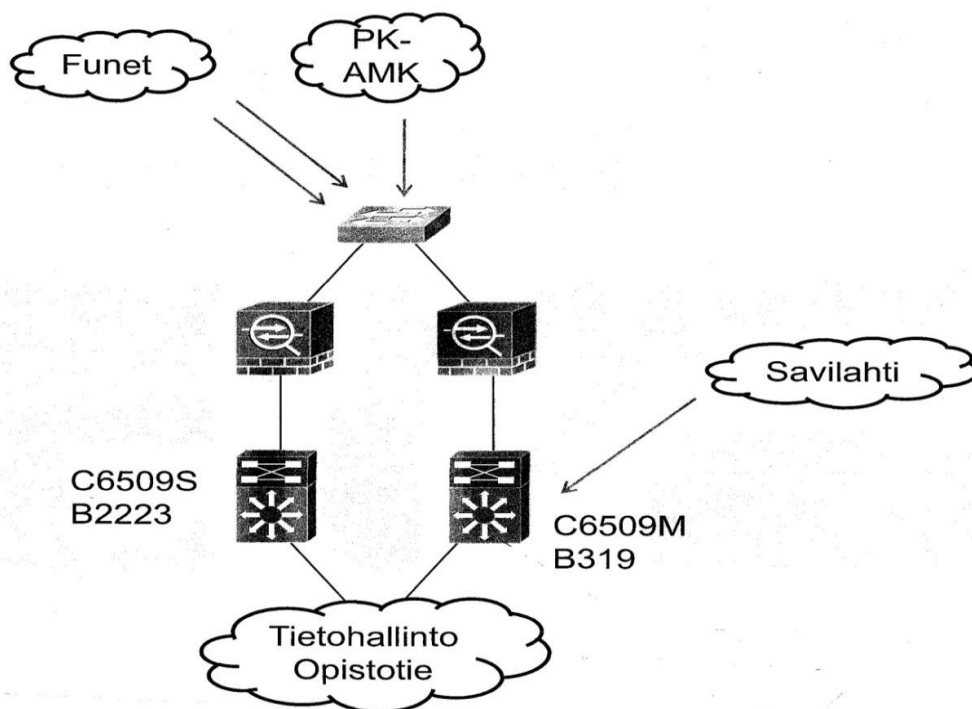 Funet
PK-
AMK
Savilahti
C6509S
B2223
C6509M
B319
Tietohallinto
Opistotie